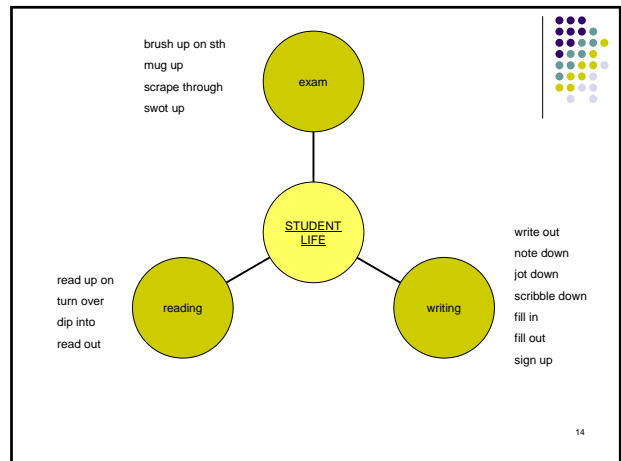 brush up on sth
mug up
scrape through
swot up
exam
STUDENT
LIFE
read up on
turn over
dip into
read out
reading
writing
write out
note down
jot down
scribble down
fill in
fill out
sign up
14